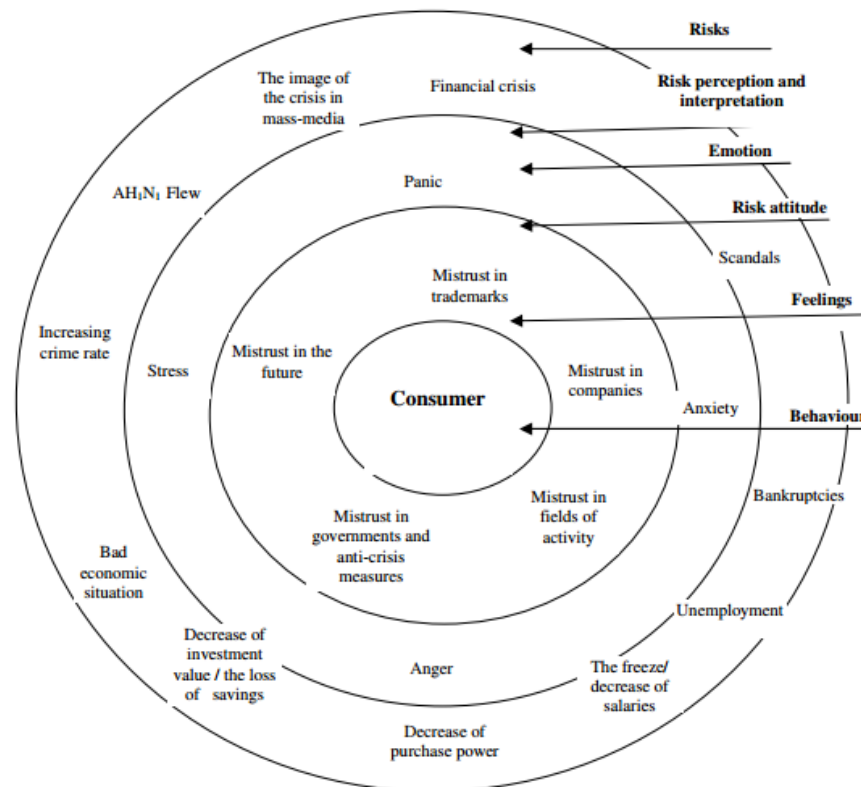 Risks
The image of
the crisis in
mass-media
Financial crisis
Risk perception and
interpretation
Emotion
AH₁N₁ Flew
Panic
Risk attitude
Scandals
Mistrust in
trademarks
Feelings
Increasing
crime rate
Stress
Mistrust in the
future
Consumer
Mistrust in
companies
Anxiety
Behaviour
Bankruptcies
Mistrust in
fields of
activity
Mistrust in
governments and
anti-crisis
measures
Bad
economic
situation
Unemployment
Decrease of
investment
value / the loss
of savings
Anger
The freeze/
decrease of
salaries
Decrease of
purchase power